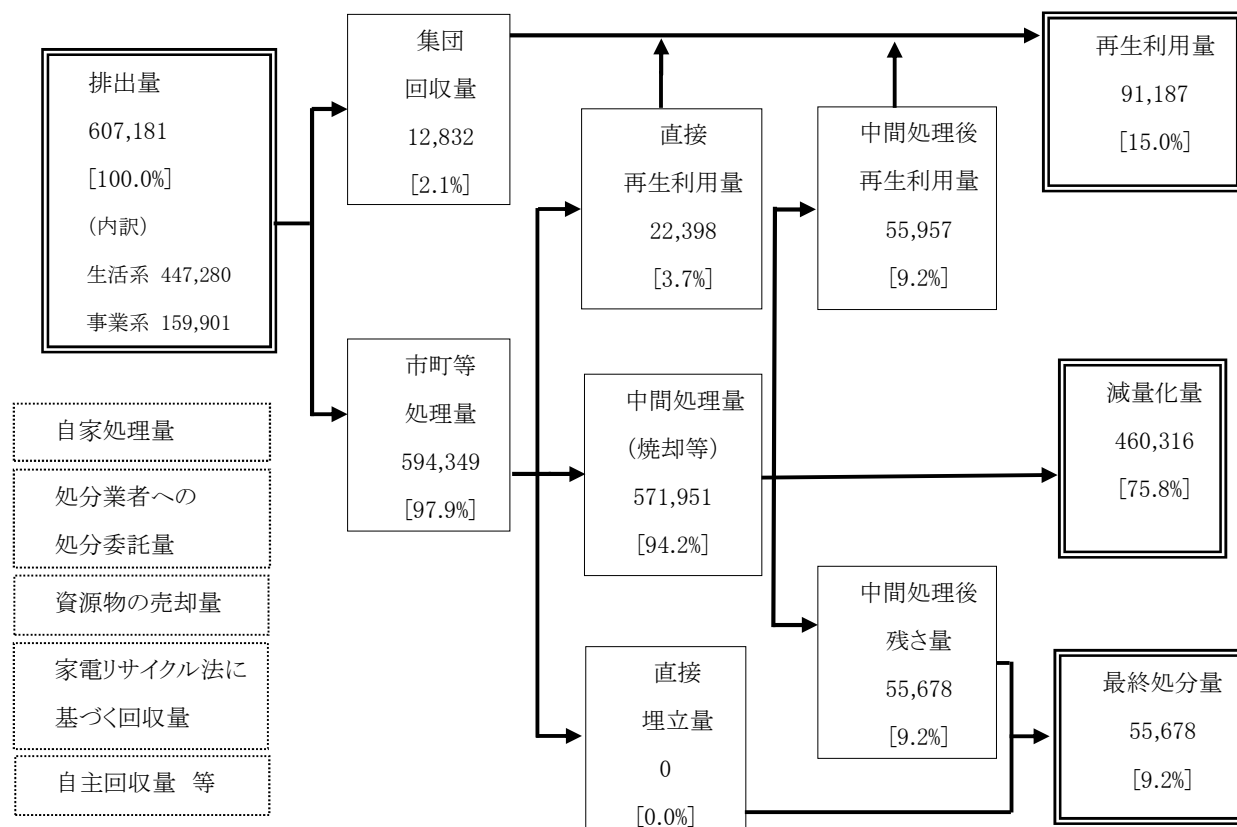 排出量
607,181
[100.0%]
(内訳)
生活系 447,280
事業系 159,901
集団
回収量
12,832
[2.1%]
市町等
処理量
594,349
[97.9%]
直接
再生利用量
22,398
[3.7%]
中間処理量
(焼却等)
571,951
[94.2%]
直接
埋立量
0
[0.0%]
中間処理後
再生利用量
55,957
[9.2%]
中間処理後
残さ量
55,678
[9.2%]
再生利用量
91,187
[15.0%]
減量化量
460,316
[75.8%]
最終処分量
55,678
[9.2%]
自家処理量
処分業者への
処分委託量
資源物の売却量
家電リサイクル法に
基づく回収量
自主回収量 等